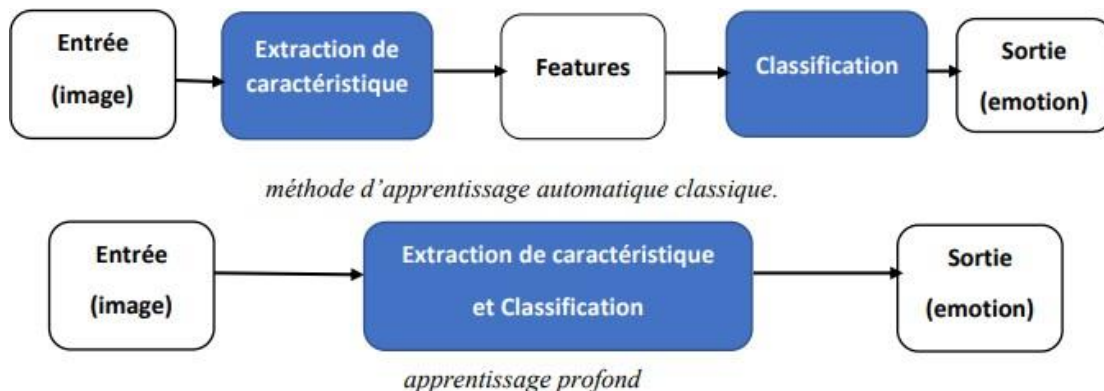 Entrée
(image)
Extraction de
caractéristique
Features
Classification
Sortie
(emotion)
méthode d’apprentissage automatique classique.
Entrée
(image)
Extraction de caractéristique
et Classification
Sortie
(emotion)
apprentissage profond